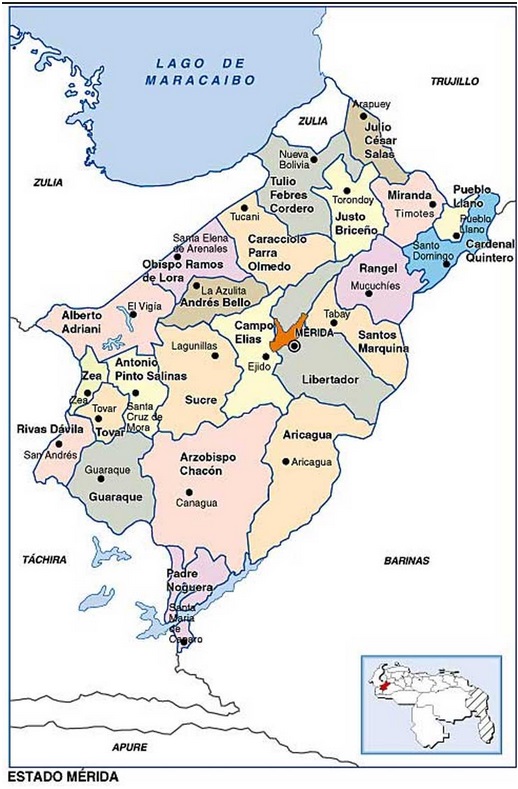 LAGO DE
MARACAIBO
TRUJILLO
ZULIA
Arapuey
Julio
César
Salas
ZULIA
Nueva
Bolivia
Tulio
Febres
Cordero
Torondoy
Justo
Briceño
Miranda
Timotes
Pueblo
Llano
Pueblo
Llano
Cardenal
Quintero
Santo
Domingo
Tucani
Caracciolo
Parra
Olmedo
Santa Elena
de Arenales
Obispo Ramos
de Lora
Rangel
Mucuchíes
La Azulita
Andrés Bello
El Vigía
Alberto
Adriani
Campo
Elías
Ejido
MÉRIDA
Tabay
Santos
Marquina
Libertador
Lagunillas
Sucre
Antonio
Pinto Salinas
Santa
Cruz de
Mora
Zea
Zea
Tovar
Tovar
Rivas Dávila
San Andrés
Guaraque
Guaraque
Arzobispo
Chacón
Canagua
Aricagua
Aricagua
TÁCHIRA
BARINAS
Padre
Noguera
Santa
Maria
de
Caparo
APURE
ESTADO MÉRIDA